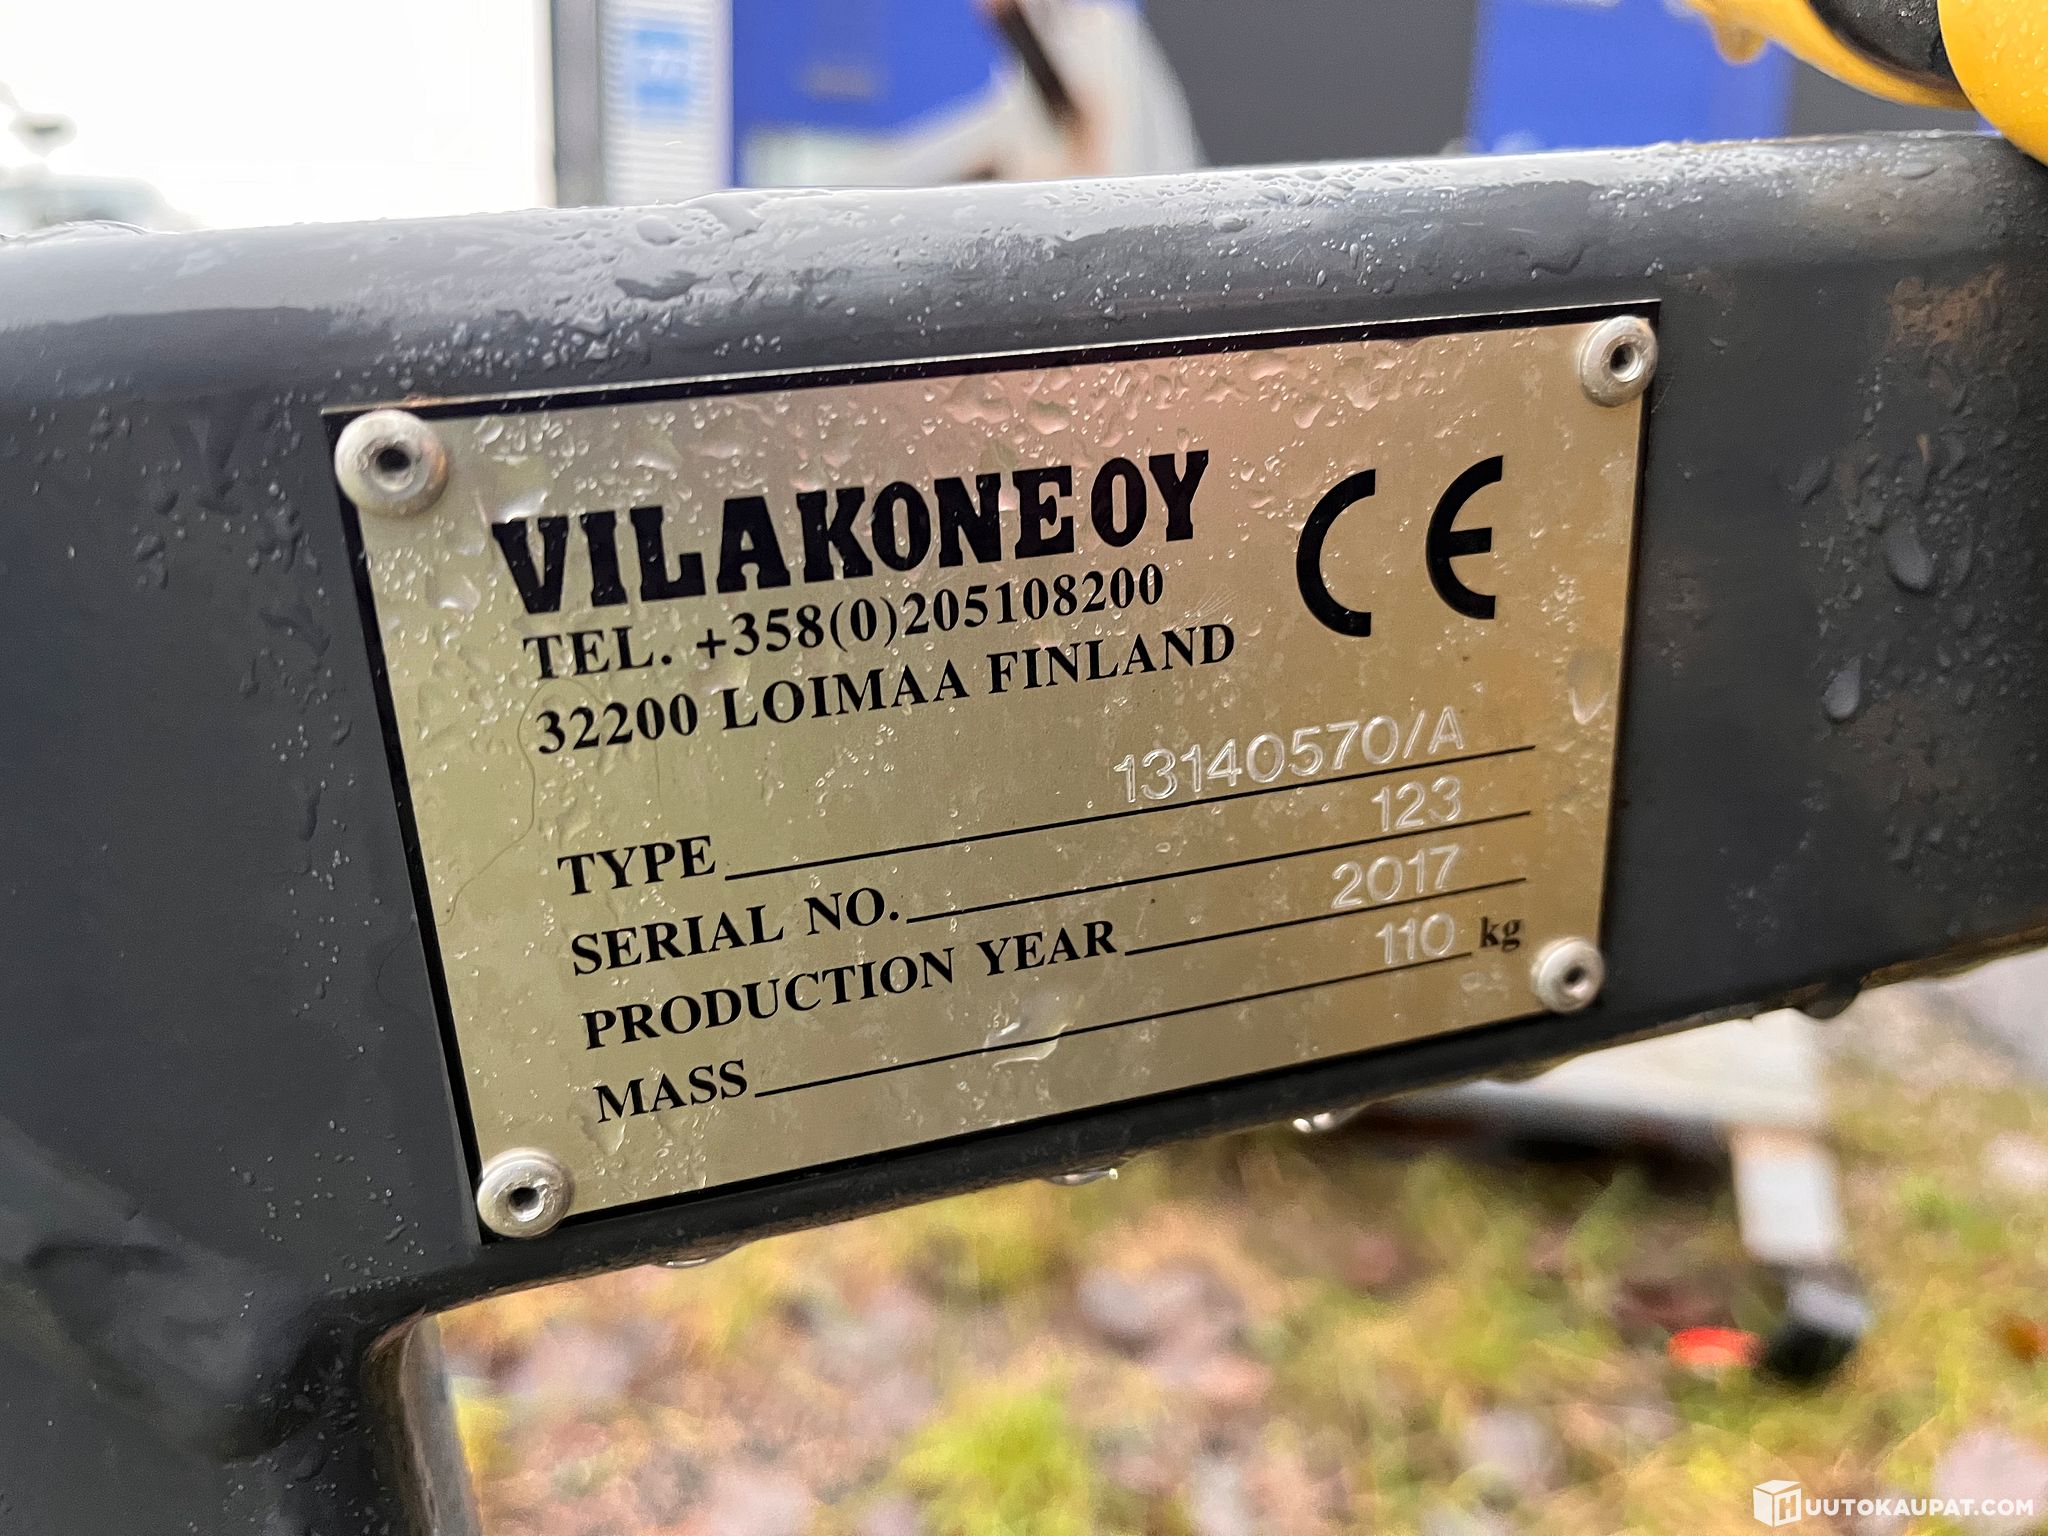 VILAKONE OY
TEL. +358(0)205108200
32200 LOIMAA FINLAND
CE
TYPE 13140570/A
SERIAL NO. 123
PRODUCTION YEAR 2017
MASS 110 kg
HUUTOKAUPAT.COM